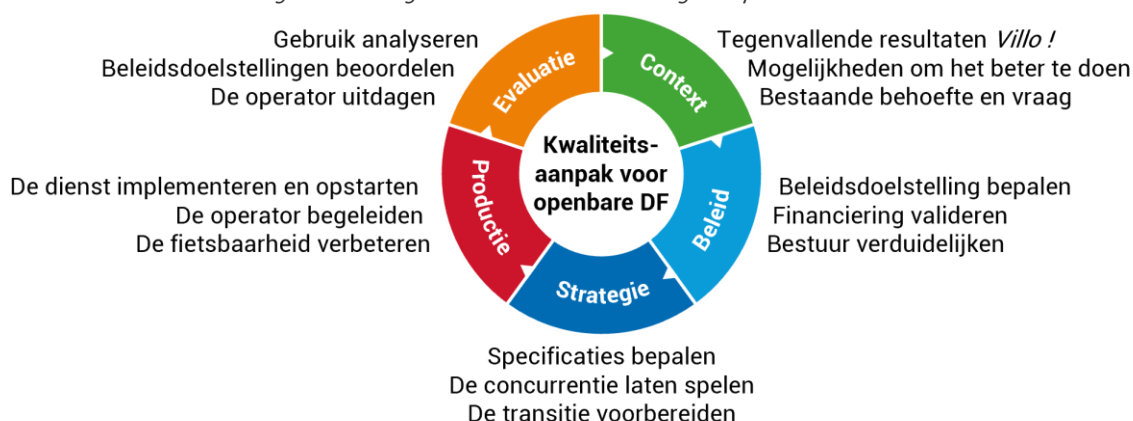 Gebruik analyseren
Beleidsdoelstellingen beoordelen
De operator uitdagen
Evaluatie
Context
Tegenvallende resultaten Villo !
Mogelijkheden om het beter te doen
Bestaande behoefte en vraag
Kwaliteits-
aanpak voor
openbare DF
De dienst implementeren en opstarten
De operator begeleiden
De fietsbaarheid verbeteren
Productie
Beleid
Beleidsdoelstelling bepalen
Financiering valideren
Bestuur verduidelijken
Strategie
Specificaties bepalen
De concurrentie laten spelen
De transitie voorbereiden